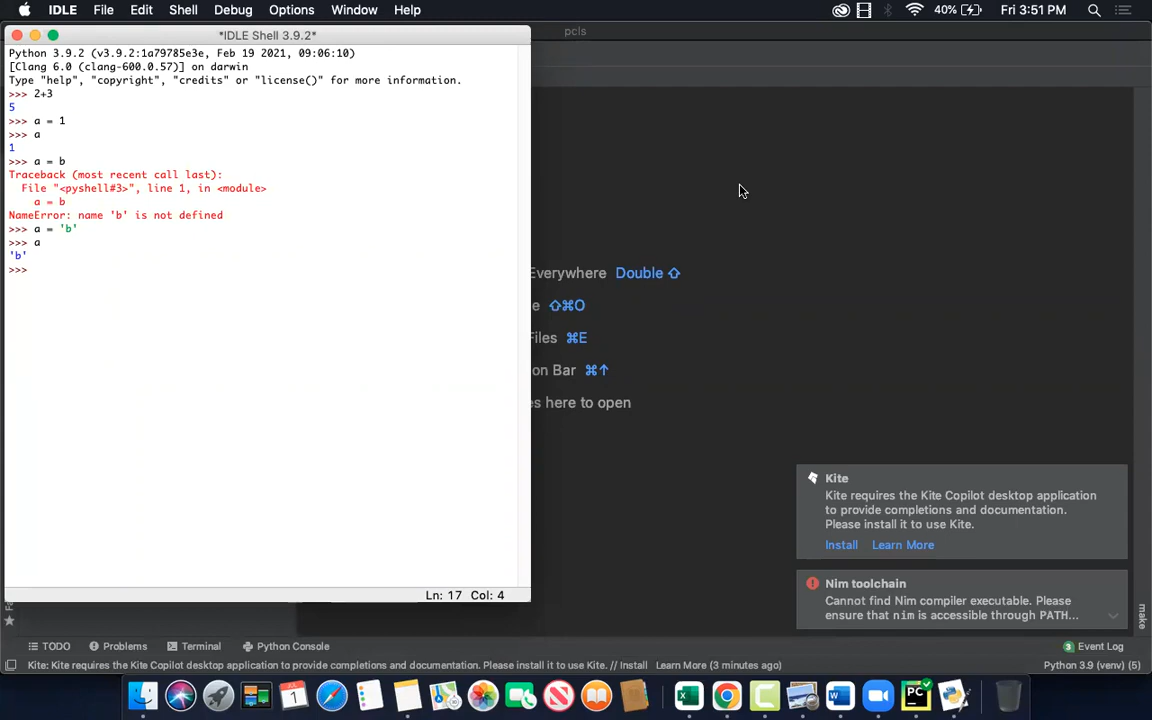 IDLE File Edit Shell Debug Options Window Help
40% Fri 3:51 PM
*IDLE Shell 3.9.2*
pcls
Python 3.9.2 (v3.9.2:1a79785e3e, Feb 19 2021, 09:06:10)
[Clang 6.0 (clang-600.0.57)] on darwin
Type "help", "copyright", "credits" or "license()" for more information.
>>> 2+3
5
>>> a = 1
>>> a
1
>>> a = b
Traceback (most recent call last):
  File "<pyshell#3>", line 1, in <module>
    a = b
NameError: name 'b' is not defined
>>> a = 'b'
>>> a
'b'
>>>
Ln: 17 Col: 4
Everywhere Double ⇧
e ⇧⌘O
Files ⌘E
on Bar ⌘↑
es here to open
Kite
Kite requires the Kite Copilot desktop application
to provide completions and documentation.
Please install it to use Kite.
Install Learn More
Nim toolchain
Cannot find Nim compiler executable. Please
ensure that nim is accessible through PATH...
make
TODO Problems Terminal Python Console
3 Event Log
Kite: Kite requires the Kite Copilot desktop application to provide completions and documentation. Please install it to use Kite. // Install Learn More (3 minutes ago)
Python 3.9 (venv) (5)
PC